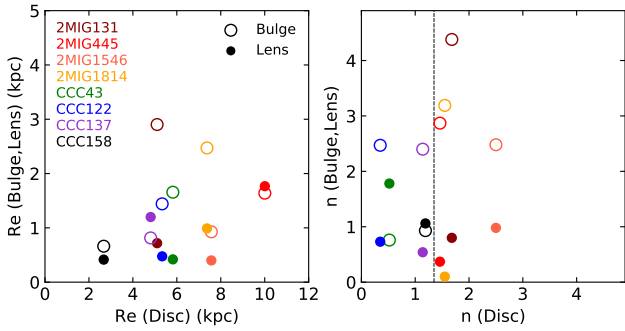 5
4
3
2
1
0
0
2
4
6
8
10
12
Re (Bulge,Lens) (kpc)
Re (Disc) (kpc)
2MIG131
2MIG445
2MIG1546
2MIG1814
CCC43
CCC122
CCC137
CCC158
Bulge
Lens
4
3
2
1
0
0
1
2
3
4
n (Bulge,Lens)
n (Disc)